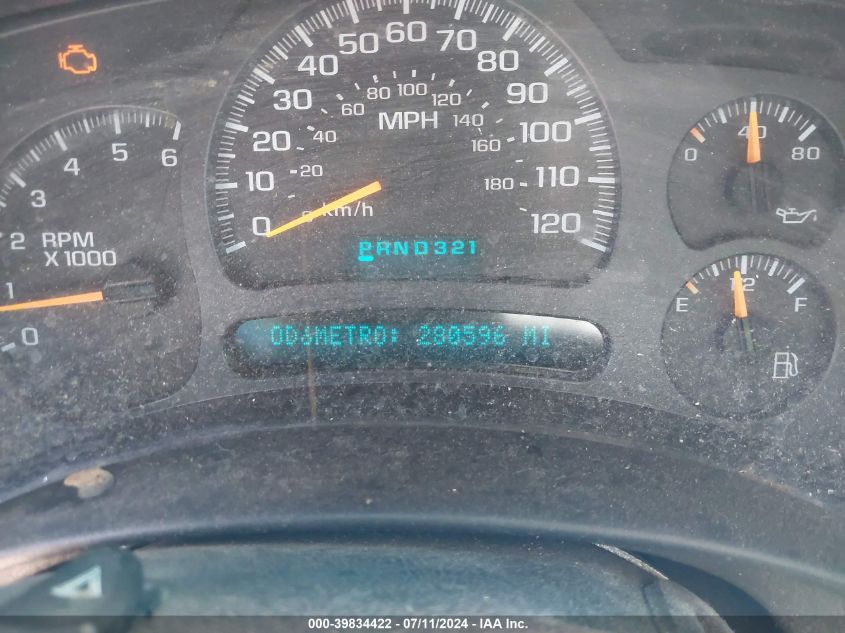 0 10 20 30 40 50 60 70 80 90 100 110 120
20 40 60 80 100 120 140 160 180
MPH
km/h
0 1 2 3 4 5 6
RPM
X 1000
0 40 80
PRND321
ODÓMETRO: 280596 MI
E 1/2 F
000-39834422 - 07/11/2024 - IAA Inc.